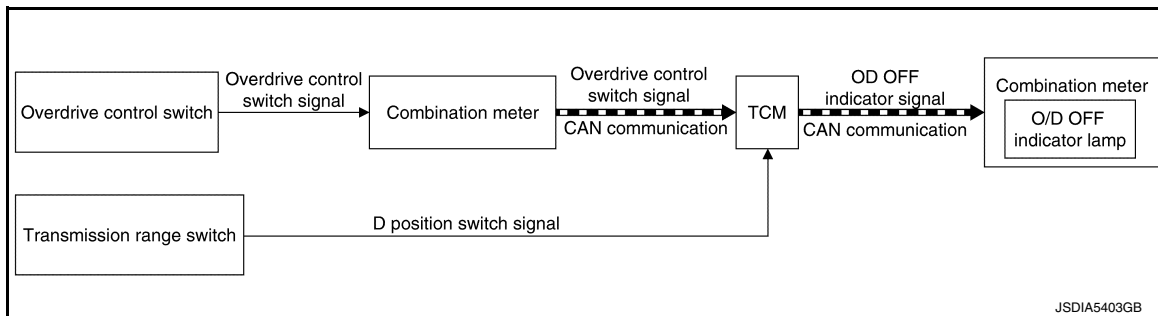 Overdrive control switch
Overdrive control
switch signal
Combination meter
Overdrive control
switch signal
CAN communication
TCM
OD OFF
indicator signal
CAN communication
Combination meter
O/D OFF
indicator lamp
Transmission range switch
D position switch signal
JSDIA5403GB